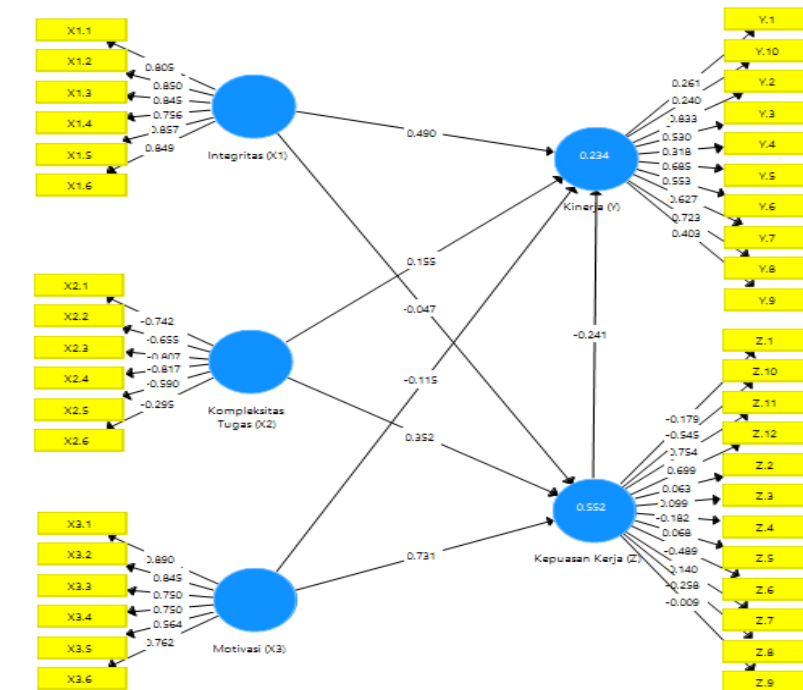 X1.1
X1.2
X1.3
X1.4
X1.5
X1.6
0.805
0.850
0.845
0.756
0.857
0.849
Integritas (X1)
X2.1
X2.2
X2.3
X2.4
X2.5
X2.6
-0.742
-0.655
-0.807
-0.817
-0.590
-0.295
Kompleksitas
Tugas (X2)
X3.1
X3.2
X3.3
X3.4
X3.5
X3.6
0.890
0.845
0.750
0.750
0.564
0.762
Motivasi (X3)
0.490
0.155
-0.047
-0.115
0.352
0.731
-0.241
0.234
Kinerja (Y)
0.261
0.240
0.833
0.530
0.318
0.685
0.553
0.627
0.723
0.403
Y.1
Y.10
Y.2
Y.3
Y.4
Y.5
Y.6
Y.7
Y.8
Y.9
0.552
Kepuasan Kerja (Z)
-0.179
-0.545
0.754
0.699
0.063
0.099
-0.182
0.068
-0.489
0.140
-0.258
-0.009
Z.1
Z.10
Z.11
Z.12
Z.2
Z.3
Z.4
Z.5
Z.6
Z.7
Z.8
Z.9